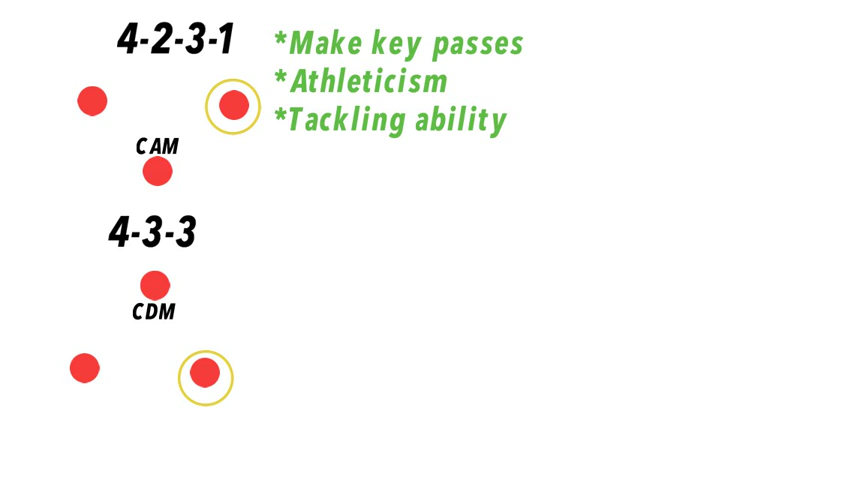 4-2-3-1
*Make key passes
*Athleticism
*Tackling ability
CAM
4-3-3
CDM